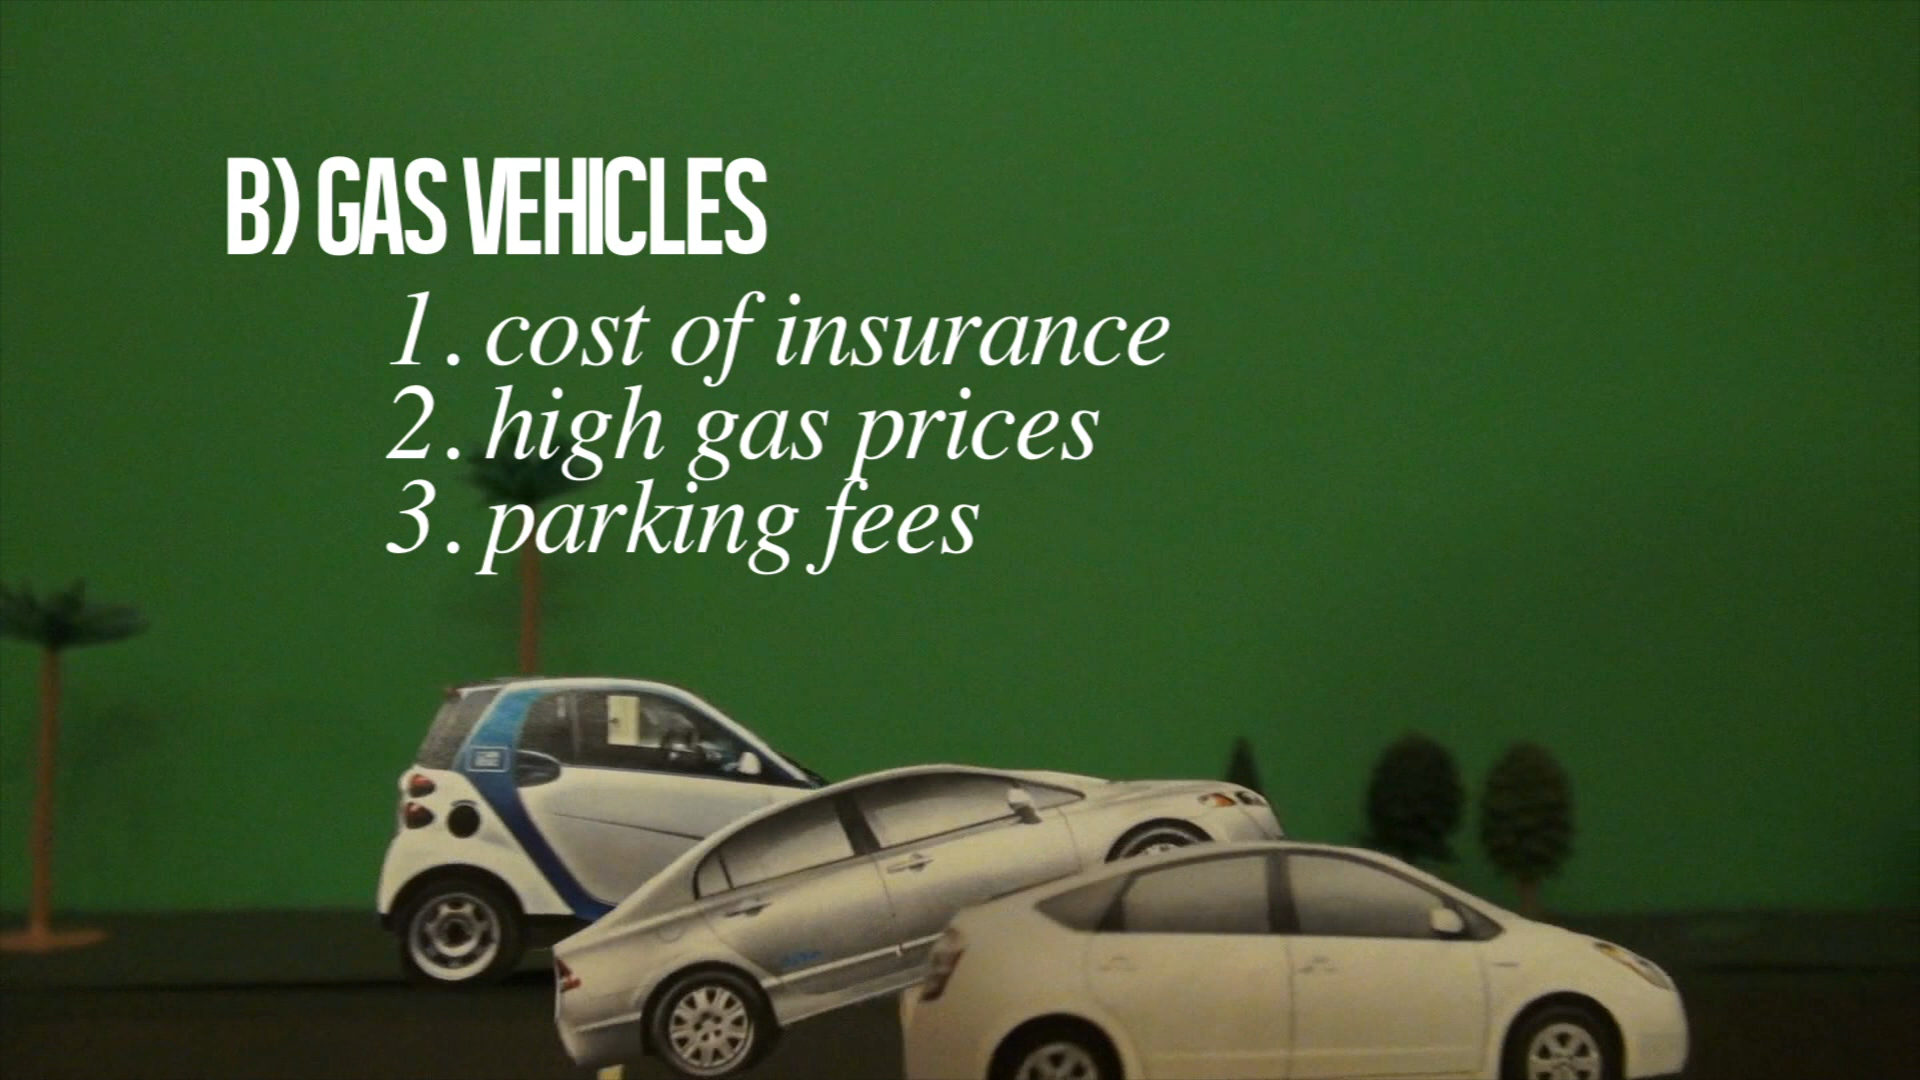 B) GAS VEHICLES
1. cost of insurance
2. high gas prices
3. parking fees